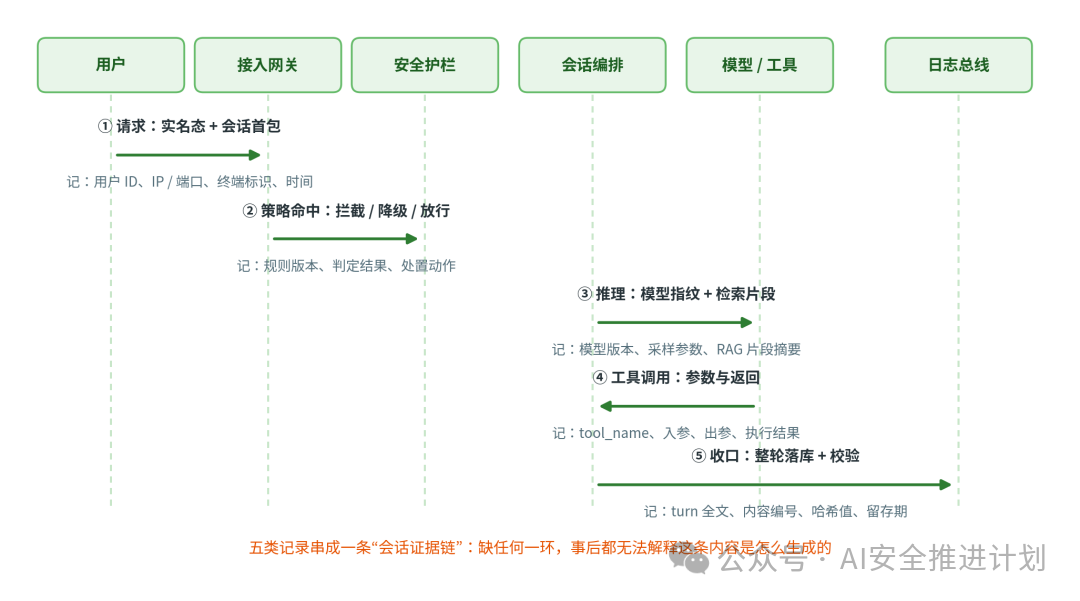 用户
接入网关
安全护栏
会话编排
模型 / 工具
日志总线
① 请求：实名态 + 会话首包
记：用户 ID、IP / 端口、终端标识、时间
② 策略命中：拦截 / 降级 / 放行
记：规则版本、判定结果、处置动作
③ 推理：模型指纹 + 检索片段
记：模型版本、采样参数、RAG 片段摘要
④ 工具调用：参数与返回
记：tool_name、入参、出参、执行结果
⑤ 收口：整轮落库 + 校验
记：turn 全文、内容编号、哈希值、留存期
五类记录串成一条“会话证据链”：缺任何一环，事后都无法解释这条内容是怎么生成的
公众号 · AI安全推进计划